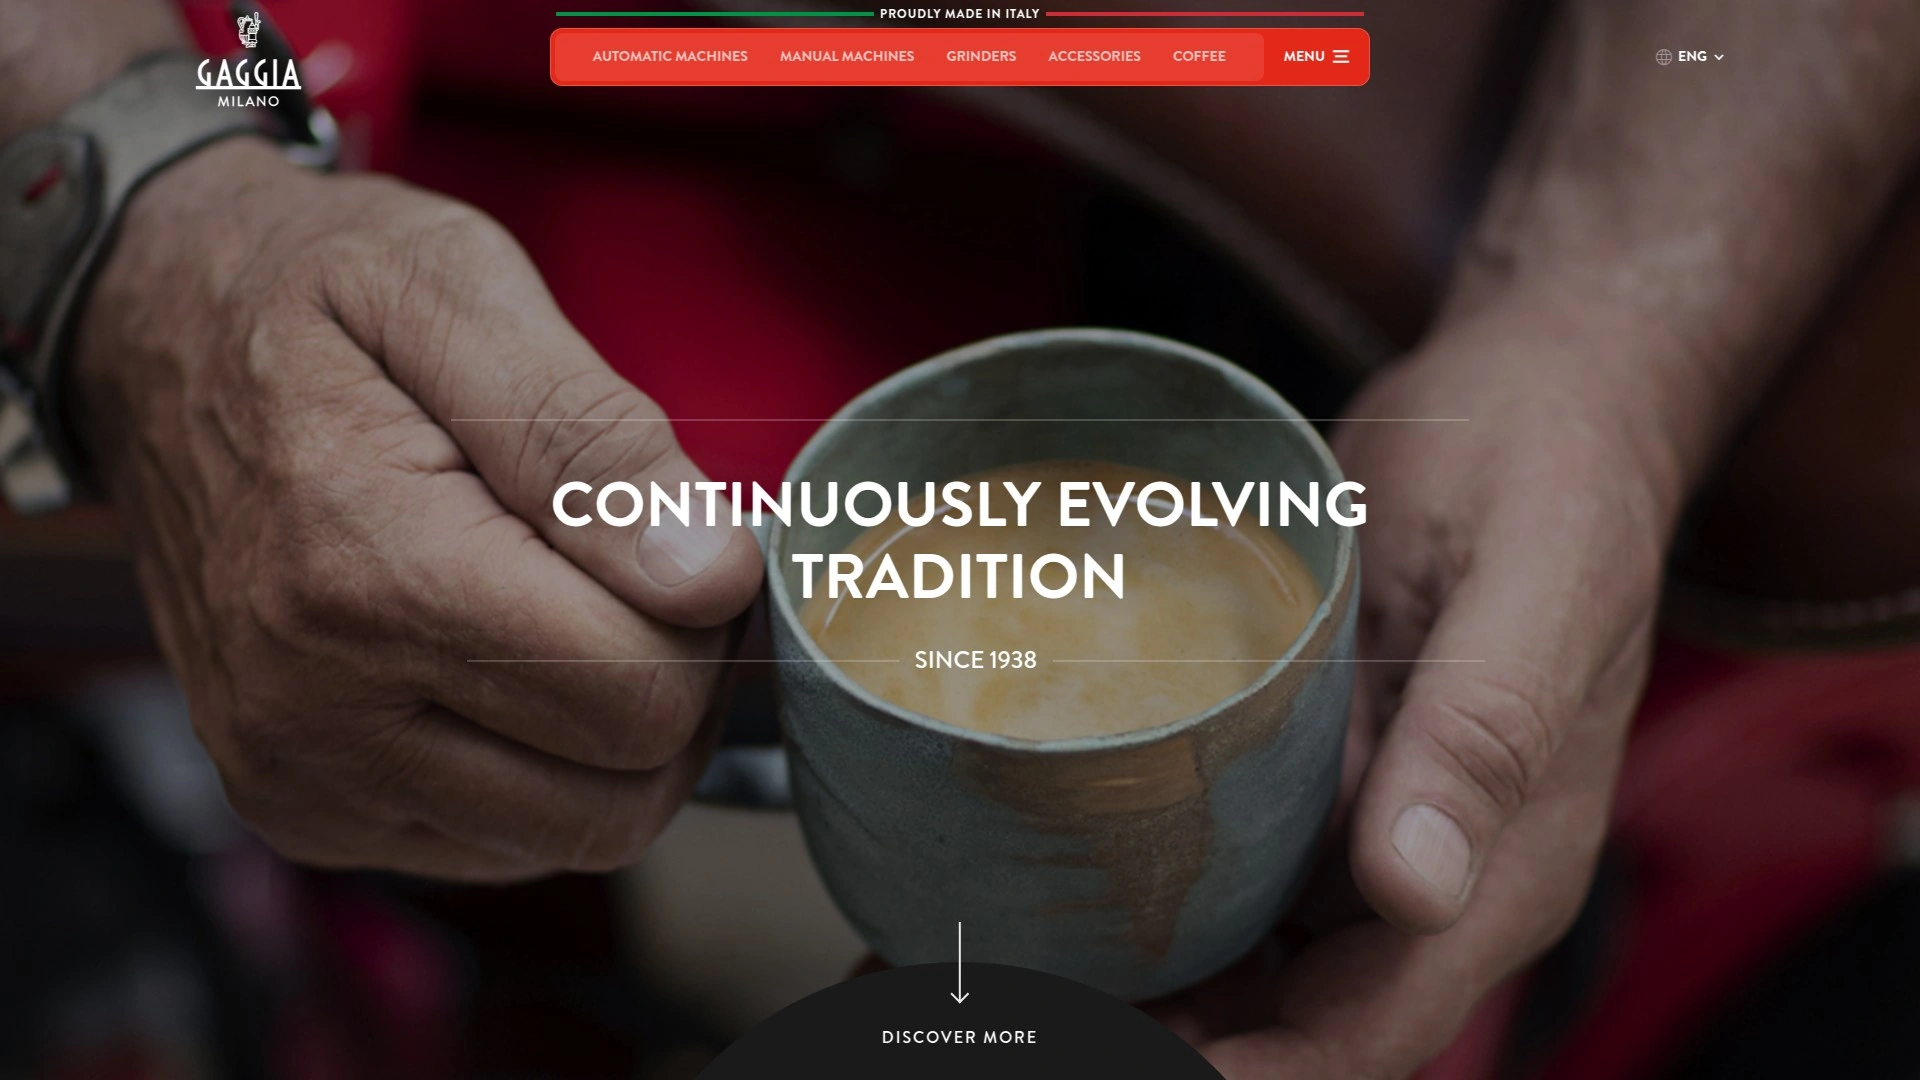 PROUDLY MADE IN ITALY
GAGGIA
MILANO
AUTOMATIC MACHINES MANUAL MACHINES GRINDERS ACCESSORIES COFFEE MENU
ENG
CONTINUOUSLY EVOLVING
TRADITION
SINCE 1938
DISCOVER MORE